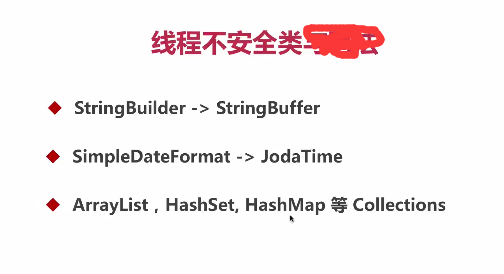 线程不安全类
StringBuilder -> StringBuffer
SimpleDateFormat -> JodaTime
ArrayList , HashSet, HashMap 等 Collections